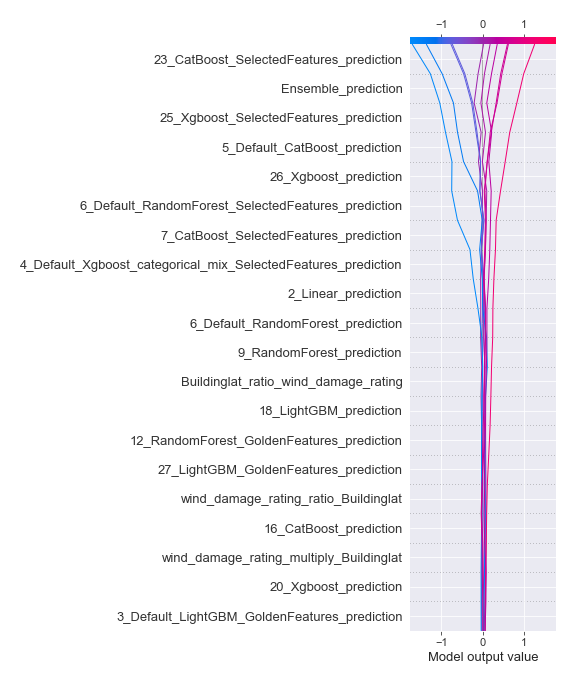 −1 0 1
23_CatBoost_SelectedFeatures_prediction
Ensemble_prediction
25_Xgboost_SelectedFeatures_prediction
5_Default_CatBoost_prediction
26_Xgboost_prediction
6_Default_RandomForest_SelectedFeatures_prediction
7_CatBoost_SelectedFeatures_prediction
4_Default_Xgboost_categorical_mix_SelectedFeatures_prediction
2_Linear_prediction
6_Default_RandomForest_prediction
9_RandomForest_prediction
Buildinglat_ratio_wind_damage_rating
18_LightGBM_prediction
12_RandomForest_GoldenFeatures_prediction
27_LightGBM_GoldenFeatures_prediction
wind_damage_rating_ratio_Buildinglat
16_CatBoost_prediction
wind_damage_rating_multiply_Buildinglat
20_Xgboost_prediction
3_Default_LightGBM_GoldenFeatures_prediction
−1 0 1
Model output value